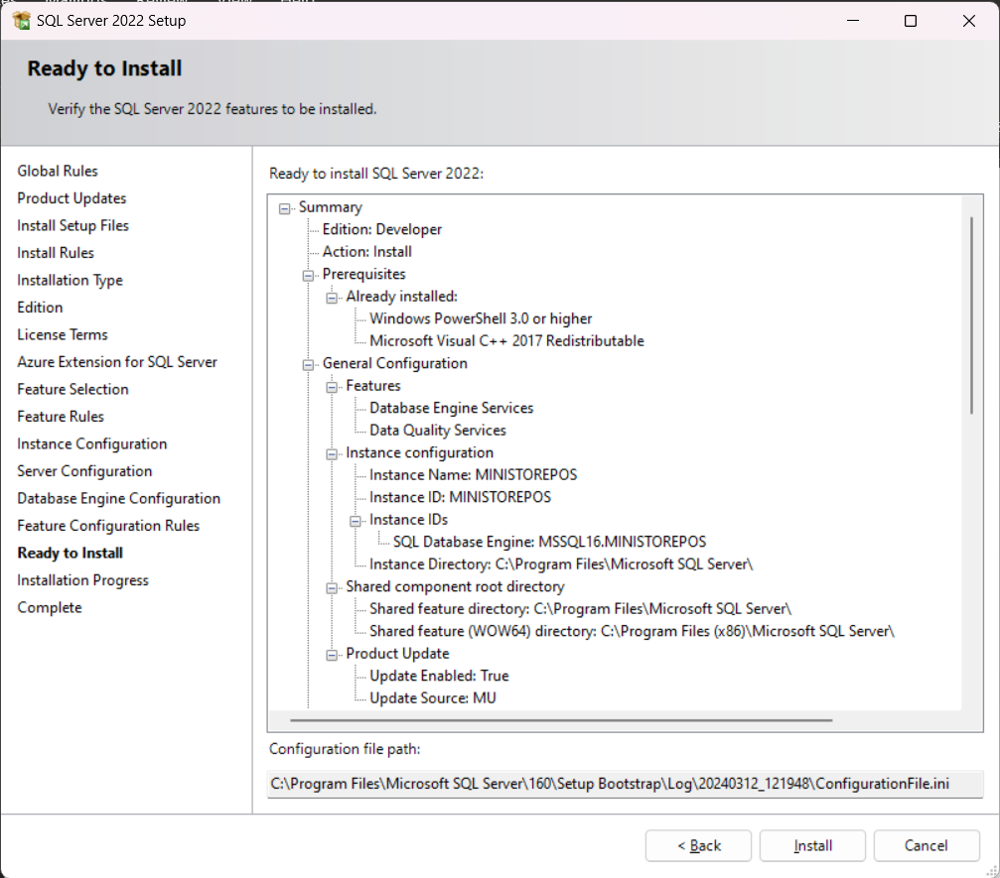 SQL Server 2022 Setup
Ready to Install
Verify the SQL Server 2022 features to be installed.
Global Rules
Product Updates
Install Setup Files
Install Rules
Installation Type
Edition
License Terms
Azure Extension for SQL Server
Feature Selection
Feature Rules
Instance Configuration
Server Configuration
Database Engine Configuration
Feature Configuration Rules
Ready to Install
Installation Progress
Complete
Ready to install SQL Server 2022:
Summary
Edition: Developer
Action: Install
Prerequisites
Already installed:
Windows PowerShell 3.0 or higher
Microsoft Visual C++ 2017 Redistributable
General Configuration
Features
Database Engine Services
Data Quality Services
Instance configuration
Instance Name: MINISTOREPOS
Instance ID: MINISTOREPOS
Instance IDs
SQL Database Engine: MSSQL16.MINISTOREPOS
Instance Directory: C:\Program Files\Microsoft SQL Server\
Shared component root directory
Shared feature directory: C:\Program Files\Microsoft SQL Server\
Shared feature (WOW64) directory: C:\Program Files (x86)\Microsoft SQL Server\
Product Update
Update Enabled: True
Update Source: MU
Configuration file path:
C:\Program Files\Microsoft SQL Server\160\Setup Bootstrap\Log\20240312_121948\ConfigurationFile.ini
< Back
Install
Cancel